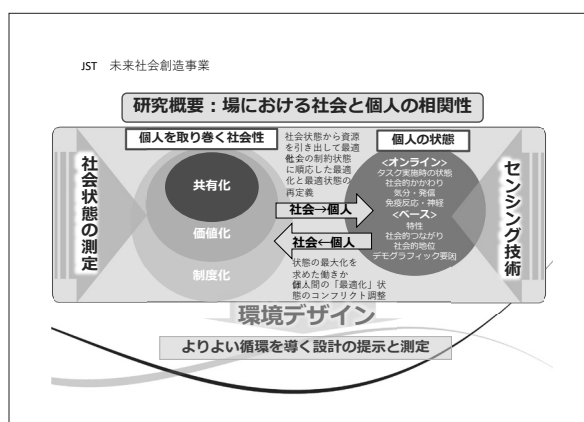 JST 未来社会創造事業
研究概要:場における社会と個人の相関性
社会状態の測定
個人を取り巻く社会性
共有化
価値化
制度化
社会状態から資源
を引き出して最適
化会の制約状態
に順応した最適
化と最適状態の
再定義
社会→個人
社会←個人
状態の最大化を
求めた働きか
個人間の「最適化」状
態のコンフリクト調整
個人の状態
<オンライン>
タスク実施時の状態
社会的かかわり
気分・発信
免疫反応・神経
<ベース>
特性
社会的つながり
社会的地位
デモグラフィック要因
センシング技術
環境デザイン
よりよい循環を導く設計の提示と測定